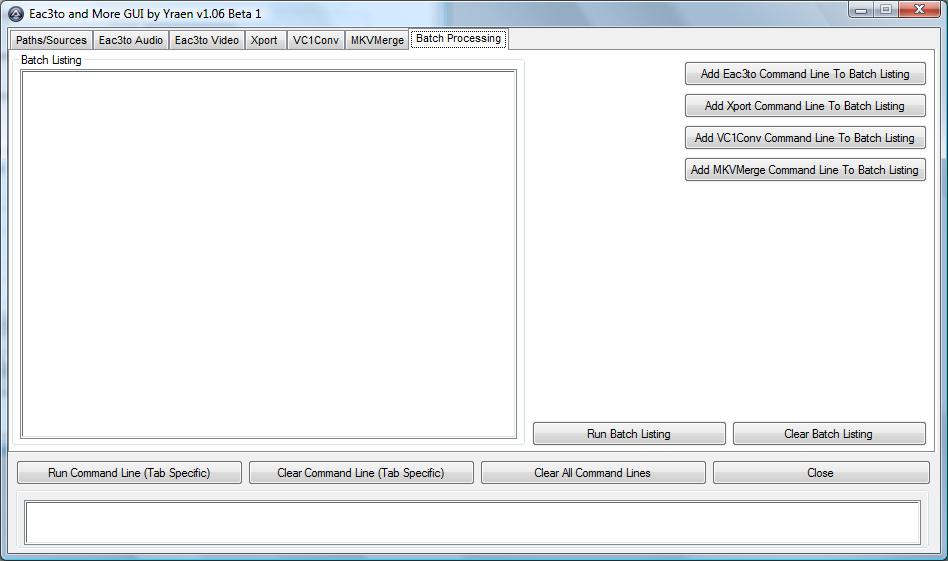 Eac3to and More GUI by Yraen v1.06 Beta 1
Paths/Sources Eac3to Audio Eac3to Video Xport VC1Conv MKVMerge Batch Processing
Batch Listing
Add Eac3to Command Line To Batch Listing
Add Xport Command Line To Batch Listing
Add VC1Conv Command Line To Batch Listing
Add MKVMerge Command Line To Batch Listing
Run Batch Listing Clear Batch Listing
Run Command Line (Tab Specific) Clear Command Line (Tab Specific) Clear All Command Lines Close